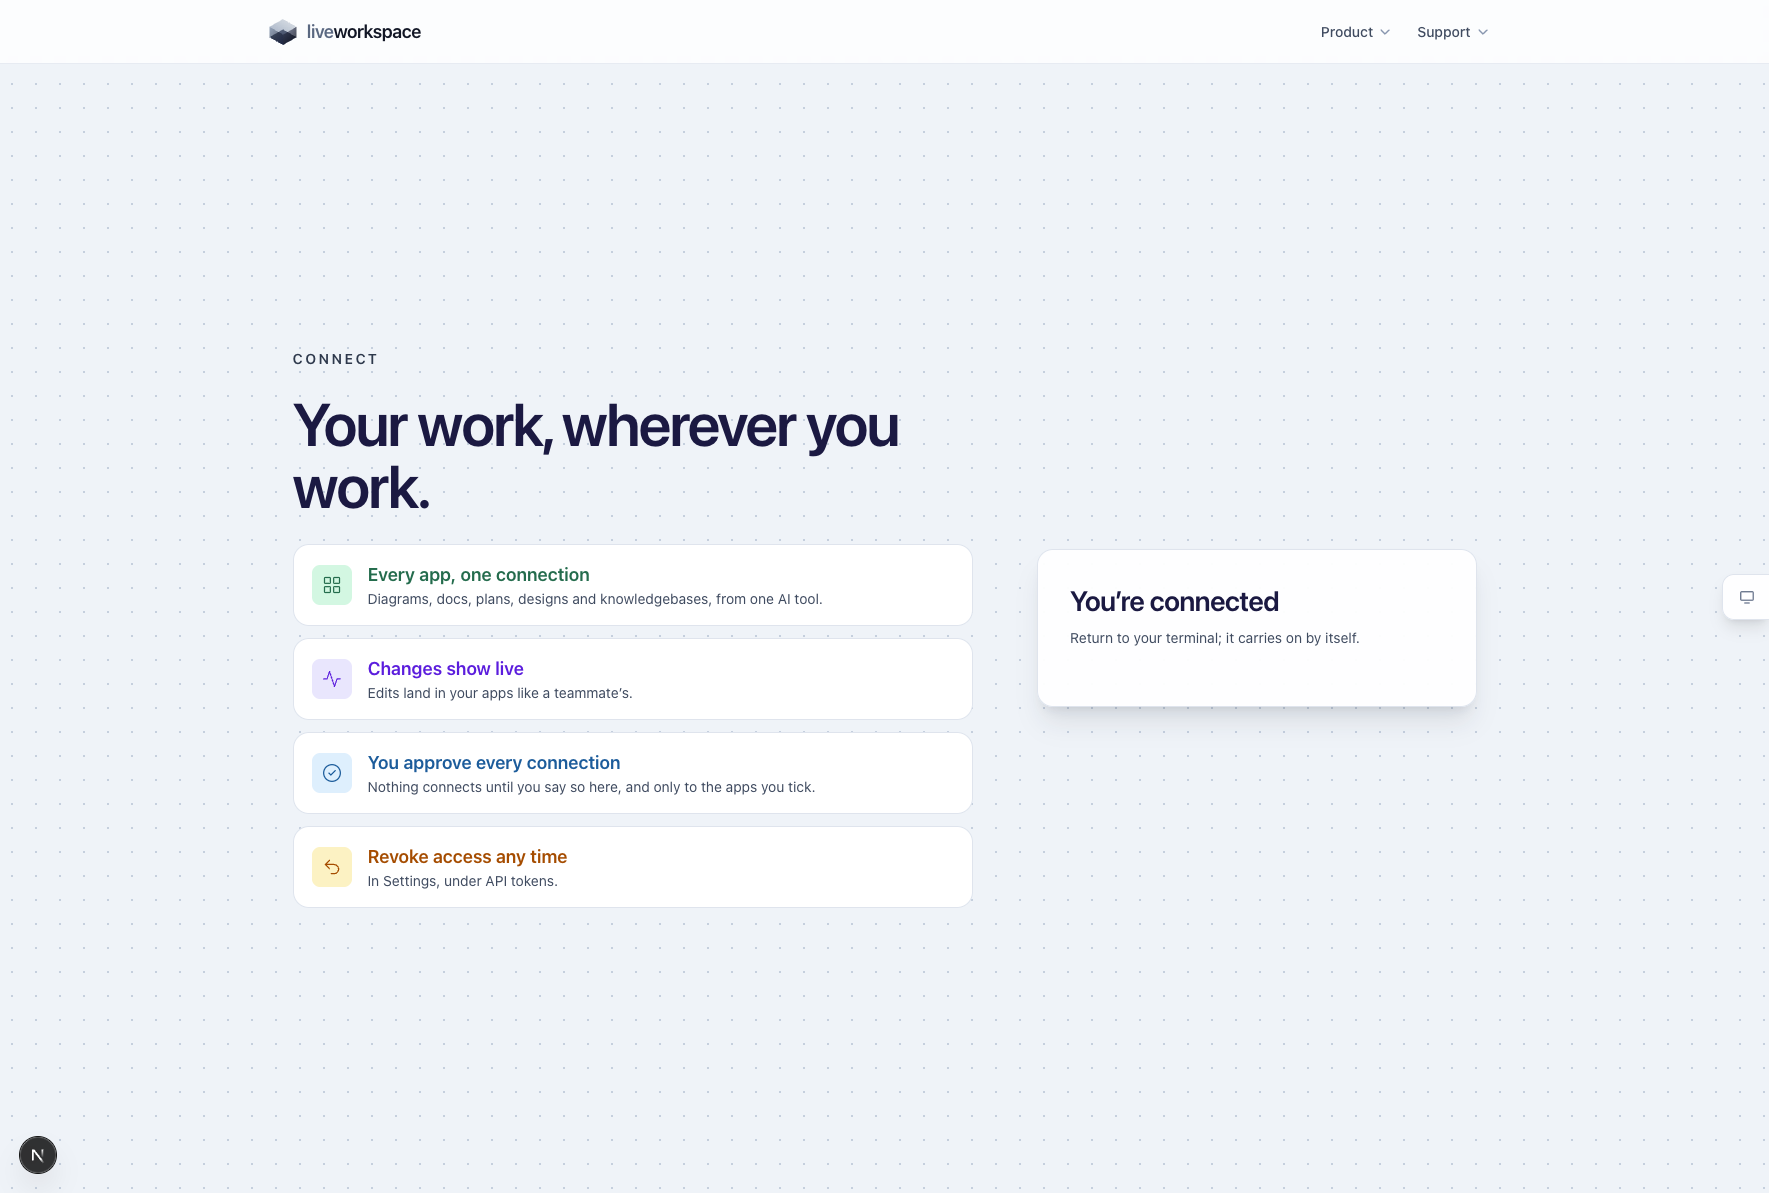 liveworkspace
Product
Support
CONNECT
Your work, wherever you
work.
Every app, one connection
Diagrams, docs, plans, designs and knowledgebases, from one AI tool.
Changes show live
Edits land in your apps like a teammate’s.
You approve every connection
Nothing connects until you say so here, and only to the apps you tick.
Revoke access any time
In Settings, under API tokens.
You’re connected
Return to your terminal; it carries on by itself.
N